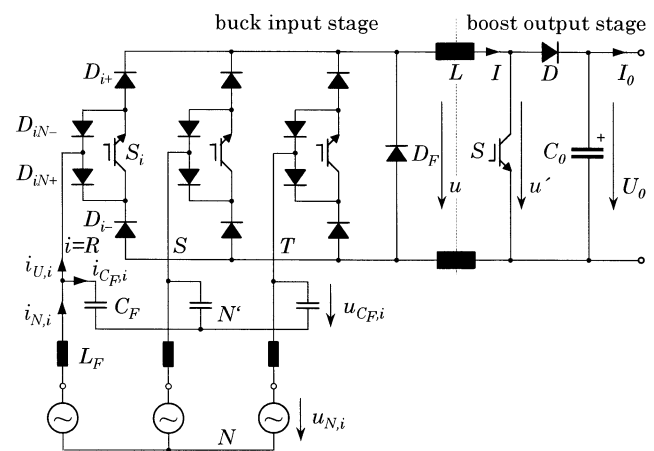 buck input stage boost output stage
D_{i+} L I D I_0
D_{iN-} S_i D_F u S u´ C_0 + U_0
D_{iN+}
D_{i-}
i=R S T
i_{U,i} i_{C_F,i}
i_{N,i} C_F N‘ u_{C_F,i}
L_F
~ ~ ~ u_{N,i}
N